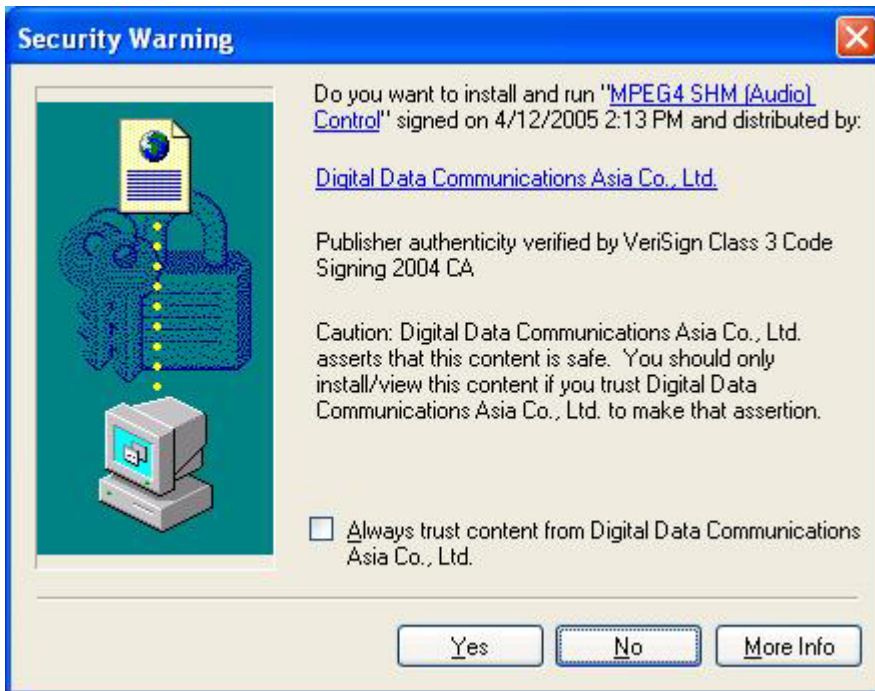 Security Warning
Do you want to install and run "MPEG4 SHM (Audio)
Control" signed on 4/12/2005 2:13 PM and distributed by:
Digital Data Communications Asia Co., Ltd.
Publisher authenticity verified by VeriSign Class 3 Code
Signing 2004 CA
Caution: Digital Data Communications Asia Co., Ltd.
asserts that this content is safe.  You should only
install/view this content if you trust Digital Data
Communications Asia Co., Ltd. to make that assertion.
Always trust content from Digital Data Communications
Asia Co., Ltd.
Yes No More Info